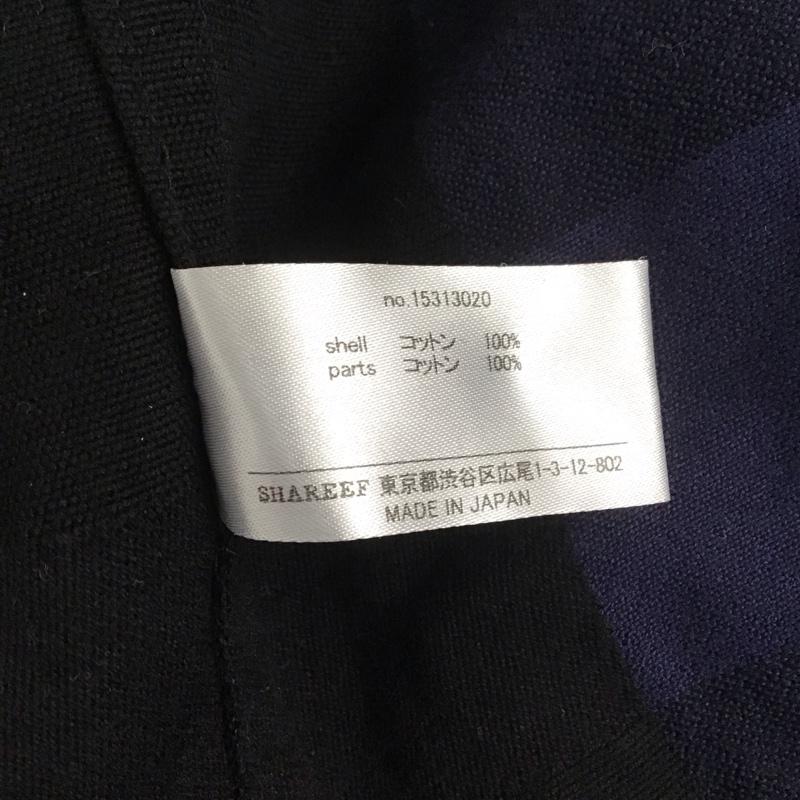 no.15313020
shell コットン 100%
parts コットン 100%
SHAREEF 東京都渋谷区広尾1-3-12-802
MADE IN JAPAN